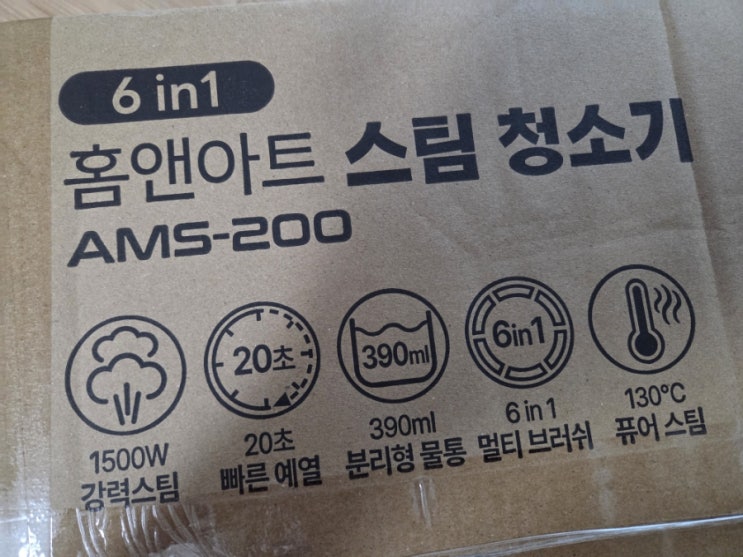 6 in1
홈앤아트 스팀 청소기
AMS-200
20초
390ml
6in1
1500W
강력스팀
20초
빠른 예열
390ml
분리형 물통
6 in 1
멀티 브러쉬
130°C
퓨어 스팀